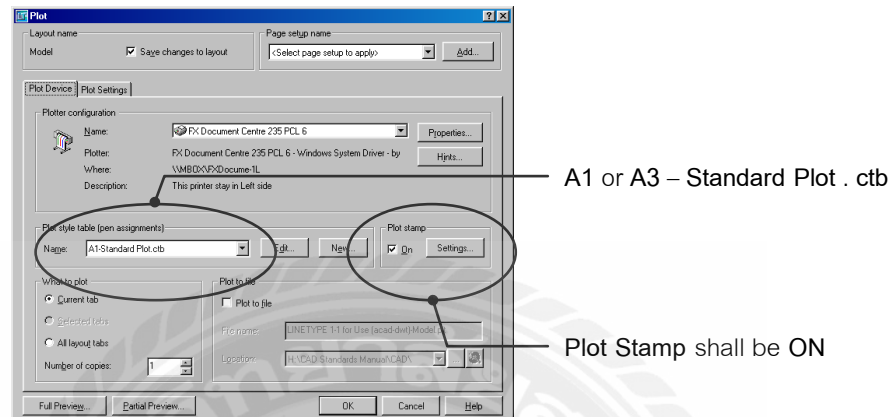 Plot
Layout name
Model
Save changes to layout
Page setup name
<Select page setup to apply>
Add...
Plot Device
Plot Settings
Plotter configuration
Name:
FX Document Centre 235 PCL 6
Properties...
Plotter:
FX Document Centre 235 PCL 6 - Windows System Driver - by
Hints...
Where:
\\MBOX\FXDocume-1L
Description:
This printer stay in Left side
A1 or A3 – Standard Plot . ctb
Plot style table (pen assignments)
Name:
A1-Standard Plot.ctb
Edit...
New...
Plot stamp
On
Settings...
What to plot
Current tab
Selected tabs
All layout tabs
Number of copies:
1
Plot to file
Plot to file
File name:
LINETYPE 1-1 for Use (acad-dwt)-Model.plt
Location:
H:\CAD Standards Manual\CAD\
...
Plot Stamp shall be ON
Full Preview...
Partial Preview...
OK
Cancel
Help